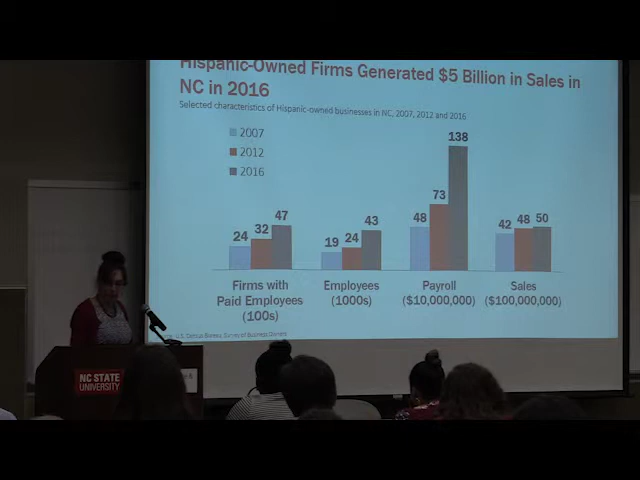 Hispanic-Owned Firms Generated $5 Billion in Sales in
NC in 2016
Selected characteristics of Hispanic-owned businesses in NC, 2007, 2012 and 2016
2007
2012
2016
24
32
47
19
24
43
48
73
138
42
48
50
Firms with
Paid Employees
(100s)
Employees
(1000s)
Payroll
($10,000,000)
Sales
($100,000,000)
U.S. Census Bureau, Survey of Business Owners
NC STATE
UNIVERSITY